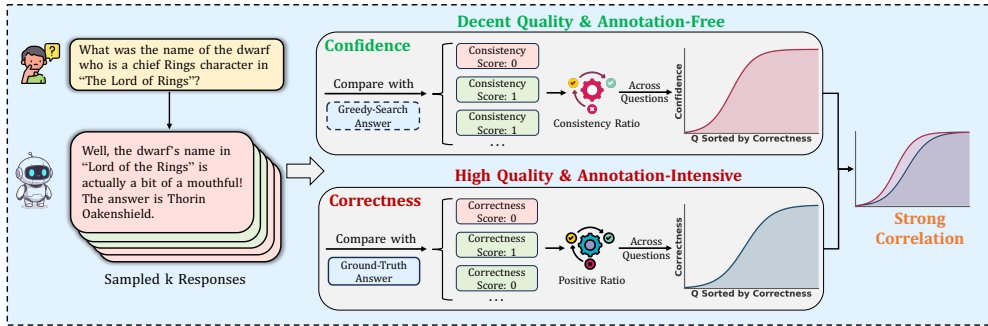 Decent Quality & Annotation-Free
What was the name of the dwarf
who is a chief Rings character in
“The Lord of Rings”?
Well, the dwarf's name in
“Lord of the Rings” is
actually a bit of a mouthful!
The answer is Thorin
Oakenshield.
Sampled k Responses
Confidence
Compare with
Greedy-Search
Answer
Consistency
Score: 0
Consistency
Score: 1
Consistency
Score: 1
...
Consistency Ratio
Across
Questions
Confidence
Q Sorted by Correctness
High Quality & Annotation-Intensive
Correctness
Compare with
Ground-Truth
Answer
Correctness
Score: 0
Correctness
Score: 1
Correctness
Score: 0
...
Positive Ratio
Across
Questions
Correctness
Q Sorted by Correctness
Strong
Correlation